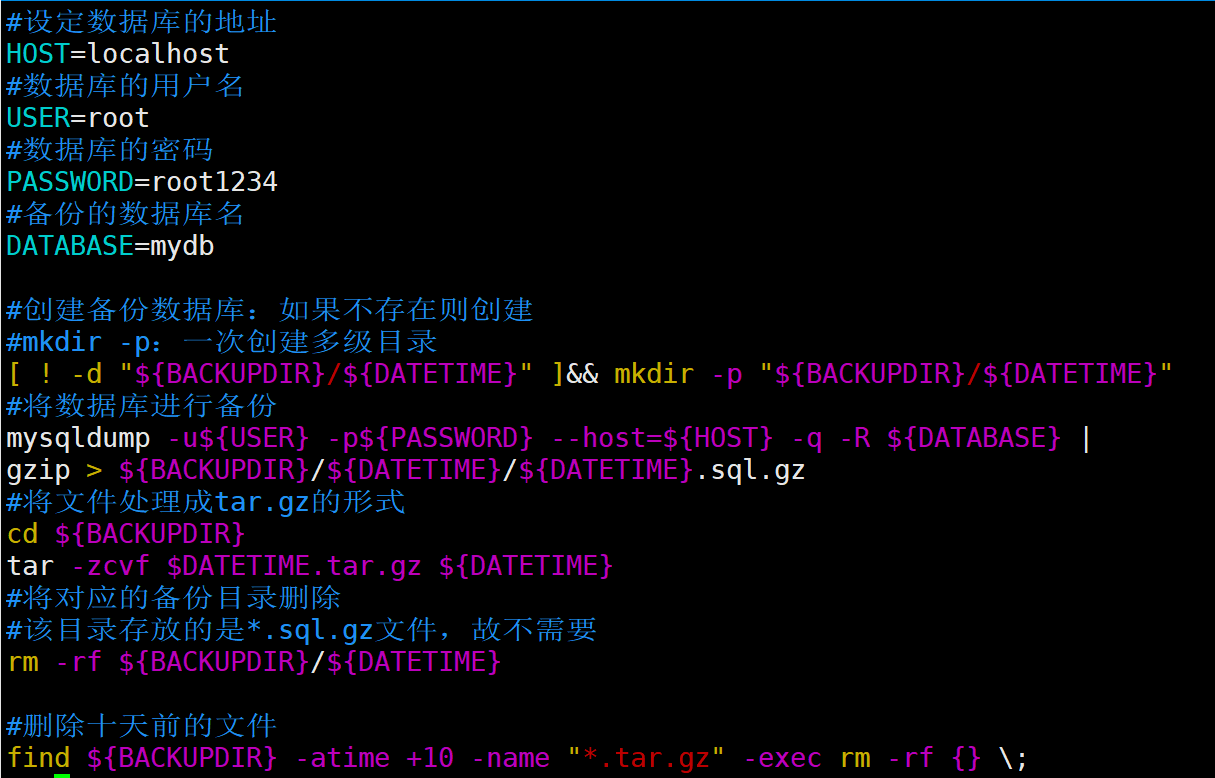 #设定数据库的地址
HOST=localhost
#数据库的用户名
USER=root
#数据库的密码
PASSWORD=root1234
#备份的数据库名
DATABASE=mydb
#创建备份数据库：如果不存在则创建
#mkdir -p：一次创建多级目录
[ ! -d "${BACKUPDIR}/${DATETIME}" ]&& mkdir -p "${BACKUPDIR}/${DATETIME}"
#将数据库进行备份
mysqldump -u${USER} -p${PASSWORD} --host=${HOST} -q -R ${DATABASE} |
gzip > ${BACKUPDIR}/${DATETIME}/${DATETIME}.sql.gz
#将文件处理成tar.gz的形式
cd ${BACKUPDIR}
tar -zcvf $DATETIME.tar.gz ${DATETIME}
#将对应的备份目录删除
#该目录存放的是*.sql.gz文件，故不需要
rm -rf ${BACKUPDIR}/${DATETIME}
#删除十天前的文件
find ${BACKUPDIR} -atime +10 -name "*.tar.gz" -exec rm -rf {} \;